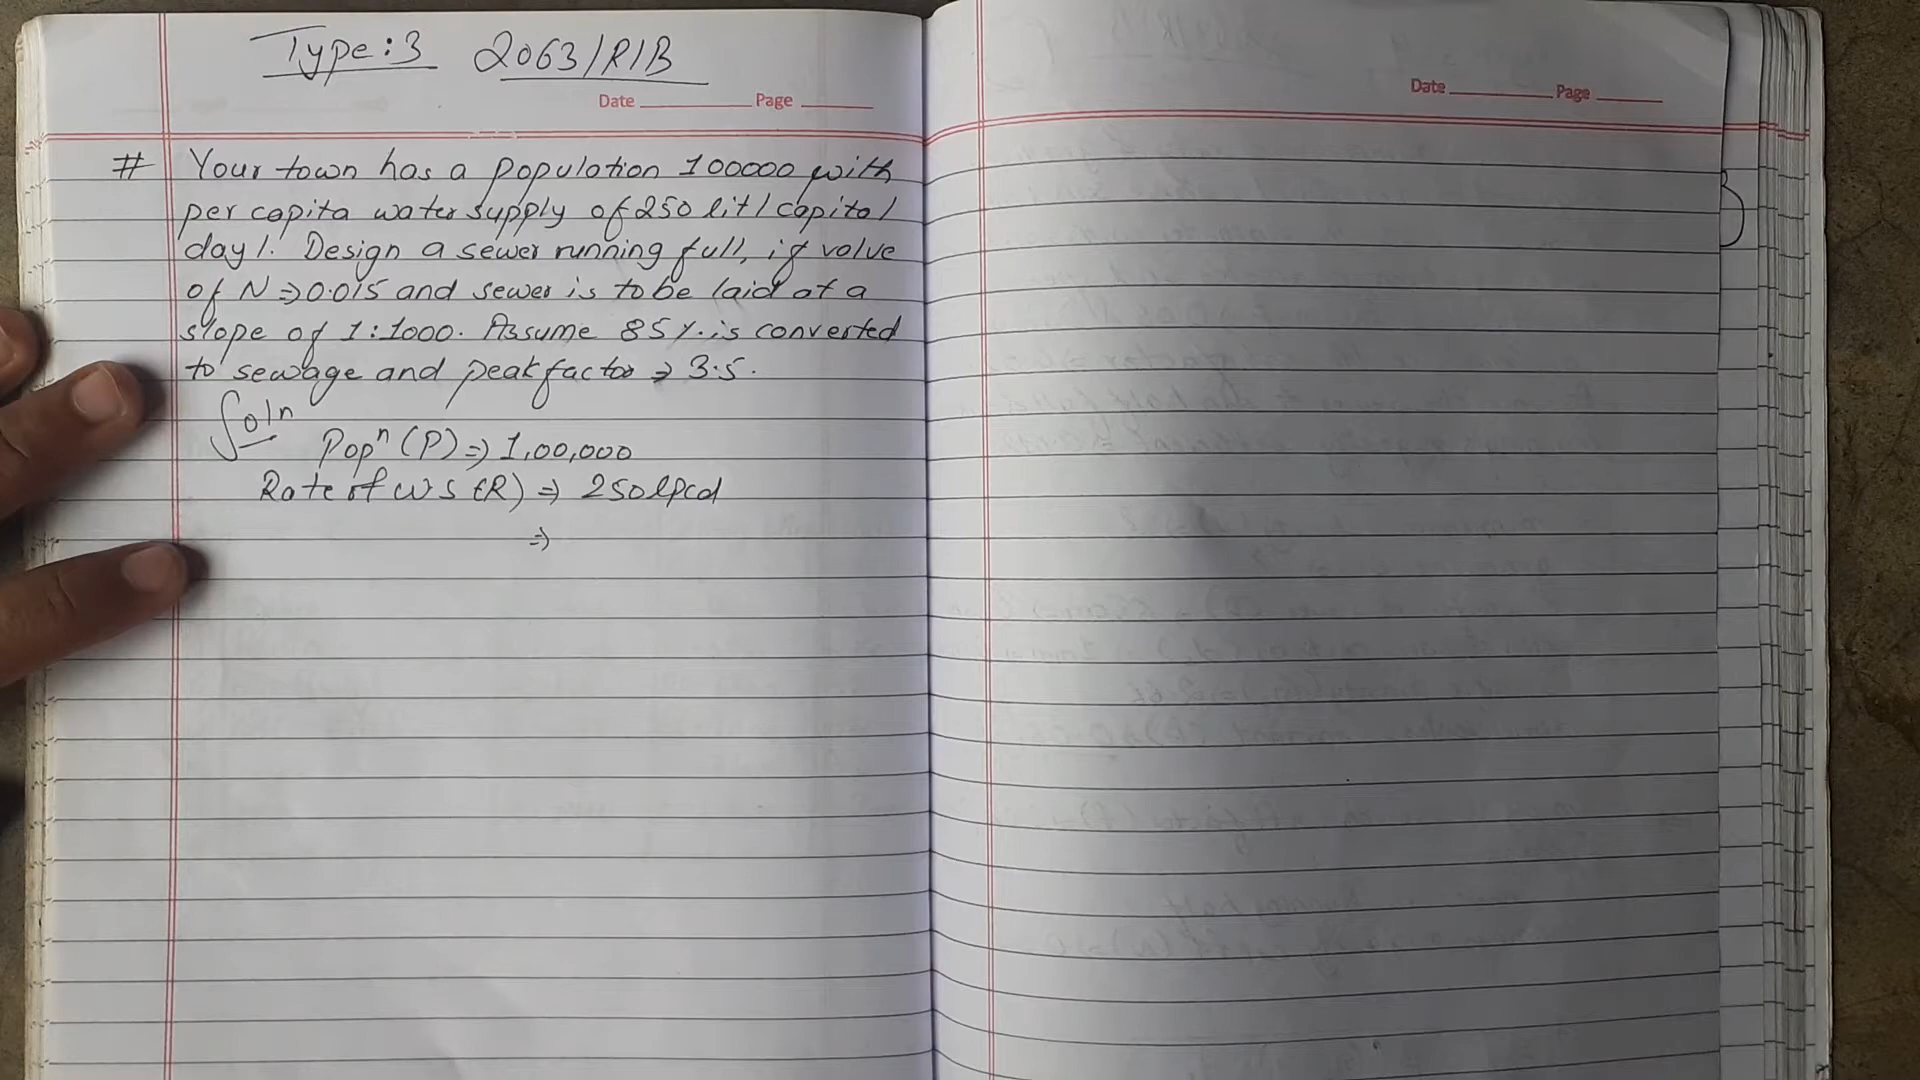 Type:3 2063/R/B
Date Page
# Your town has a population 100000 with
per capita water supply of 250 lit/capita/
day/. Design a sewer running full, if value
of N ⇒ 0.015 and sewer is to be laid at a
slope of 1:1000. Assume 85 % is converted
to sewage and peak factor ⇒ 3.5.
Soln
Popⁿ (P) ⇒ 1,00,000
Rate of WS (R) ⇒ 250 lpcd
⇒
Date Page